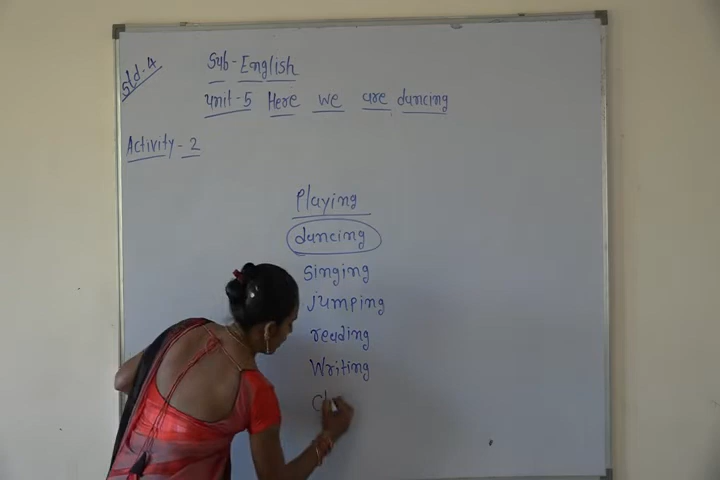 Std-4
Sub-English
Unit-5 Here we are dancing
Activity-2
Playing
dancing
Singing
jumping
reading
Writing